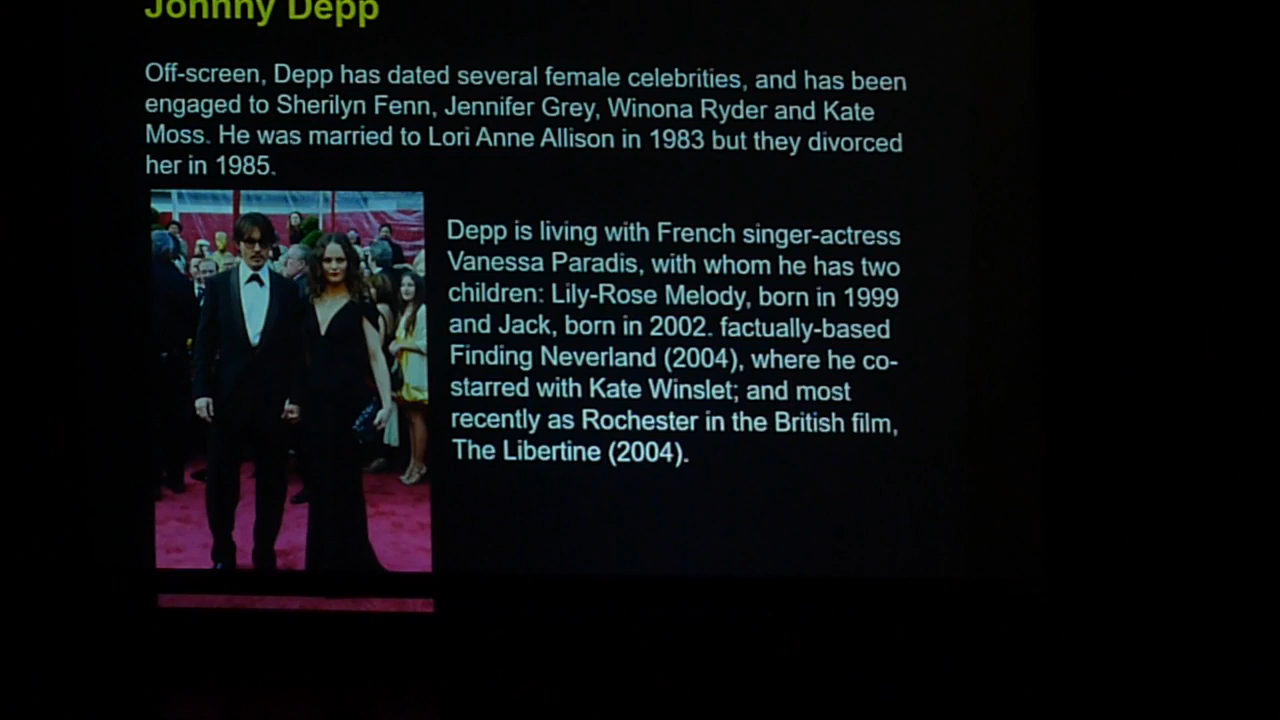 Johnny Depp
Off-screen, Depp has dated several female celebrities, and has been
engaged to Sherilyn Fenn, Jennifer Grey, Winona Ryder and Kate
Moss. He was married to Lori Anne Allison in 1983 but they divorced
her in 1985.
Depp is living with French singer-actress
Vanessa Paradis, with whom he has two
children: Lily-Rose Melody, born in 1999
and Jack, born in 2002. factually-based
Finding Neverland (2004), where he co-
starred with Kate Winslet; and most
recently as Rochester in the British film,
The Libertine (2004).